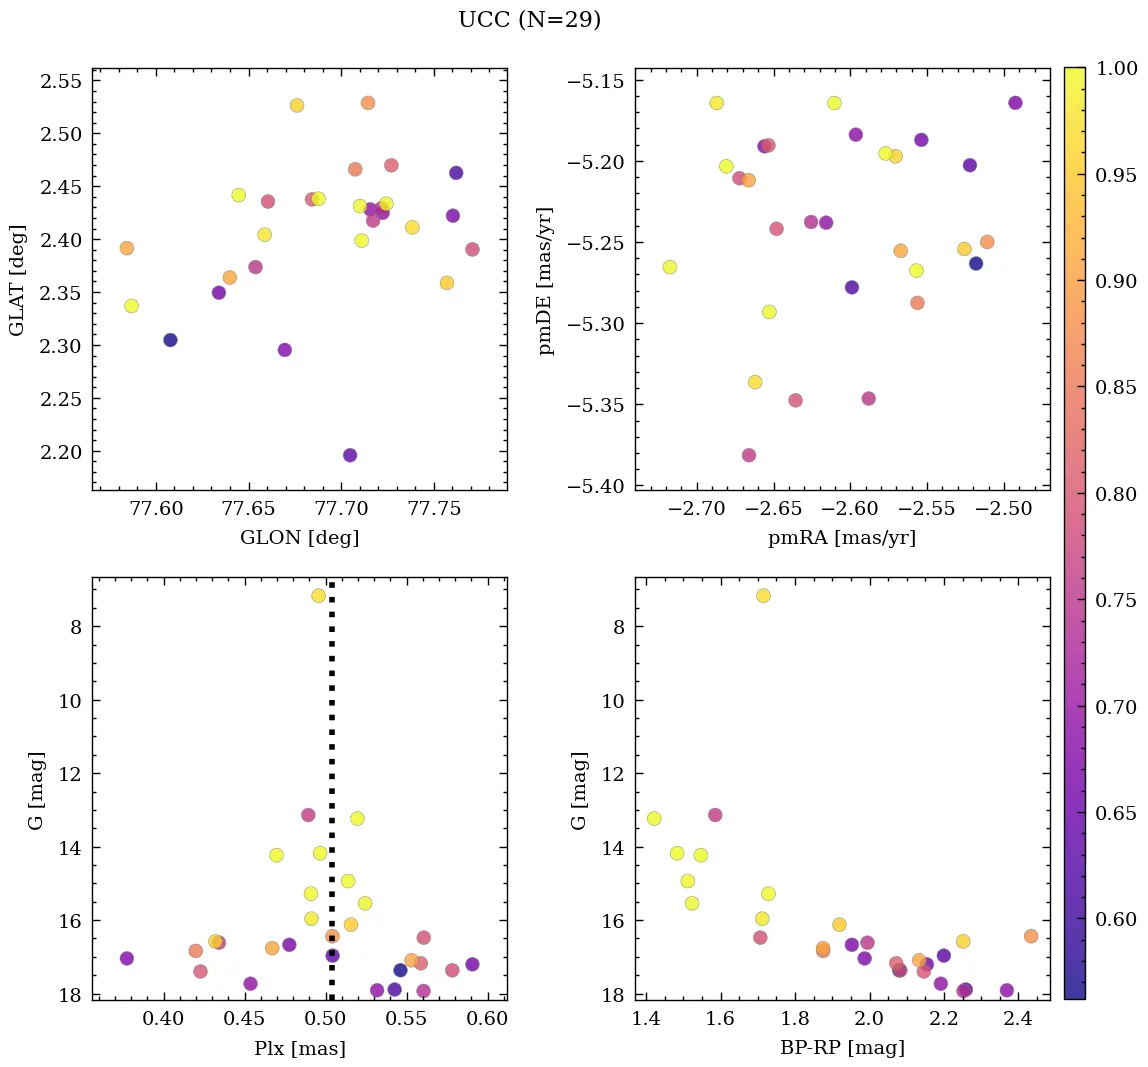 UCC (N=29)
2.55
2.50
2.45
2.40
2.35
2.30
2.25
2.20
GLAT [deg]
77.60 77.65 77.70 77.75
GLON [deg]
−5.15
−5.20
−5.25
−5.30
−5.35
−5.40
pmDE [mas/yr]
−2.70 −2.65 −2.60 −2.55 −2.50
pmRA [mas/yr]
8
10
12
14
16
18
G [mag]
0.40 0.45 0.50 0.55 0.60
Plx [mas]
G [mag]
8
10
12
14
16
18
1.4 1.6 1.8 2.0 2.2 2.4
BP-RP [mag]
1.00
0.95
0.90
0.85
0.80
0.75
0.70
0.65
0.60